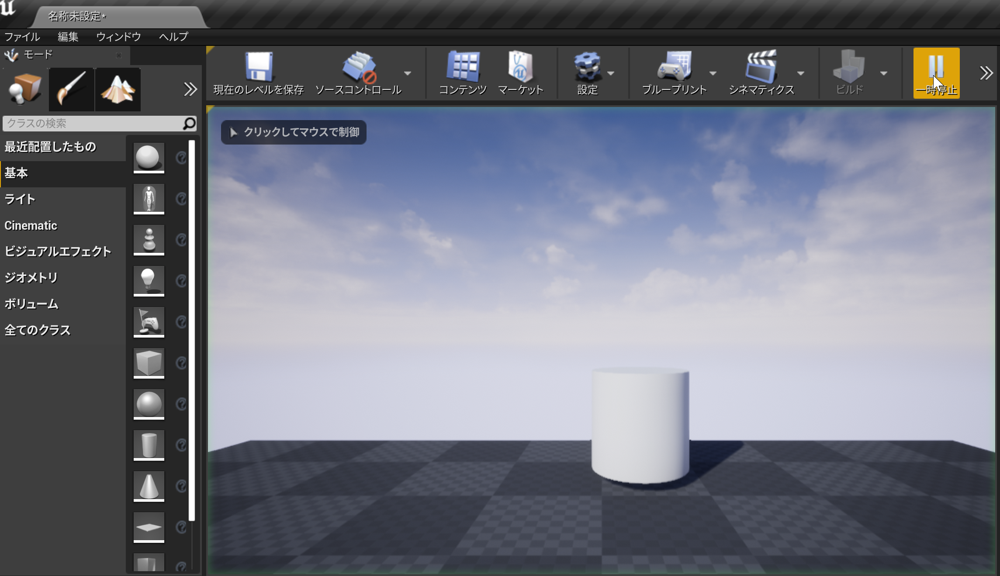 名称未設定*
ファイル 編集 ウィンドウ ヘルプ
モード
現在のレベルを保存 ソースコントロール コンテンツ マーケット 設定 ブループリント シネマティクス ビルド 一時停止
クラスの検索
クリックしてマウスで制御
最近配置したもの
基本
ライト
Cinematic
ビジュアルエフェクト
ジオメトリ
ボリューム
全てのクラス